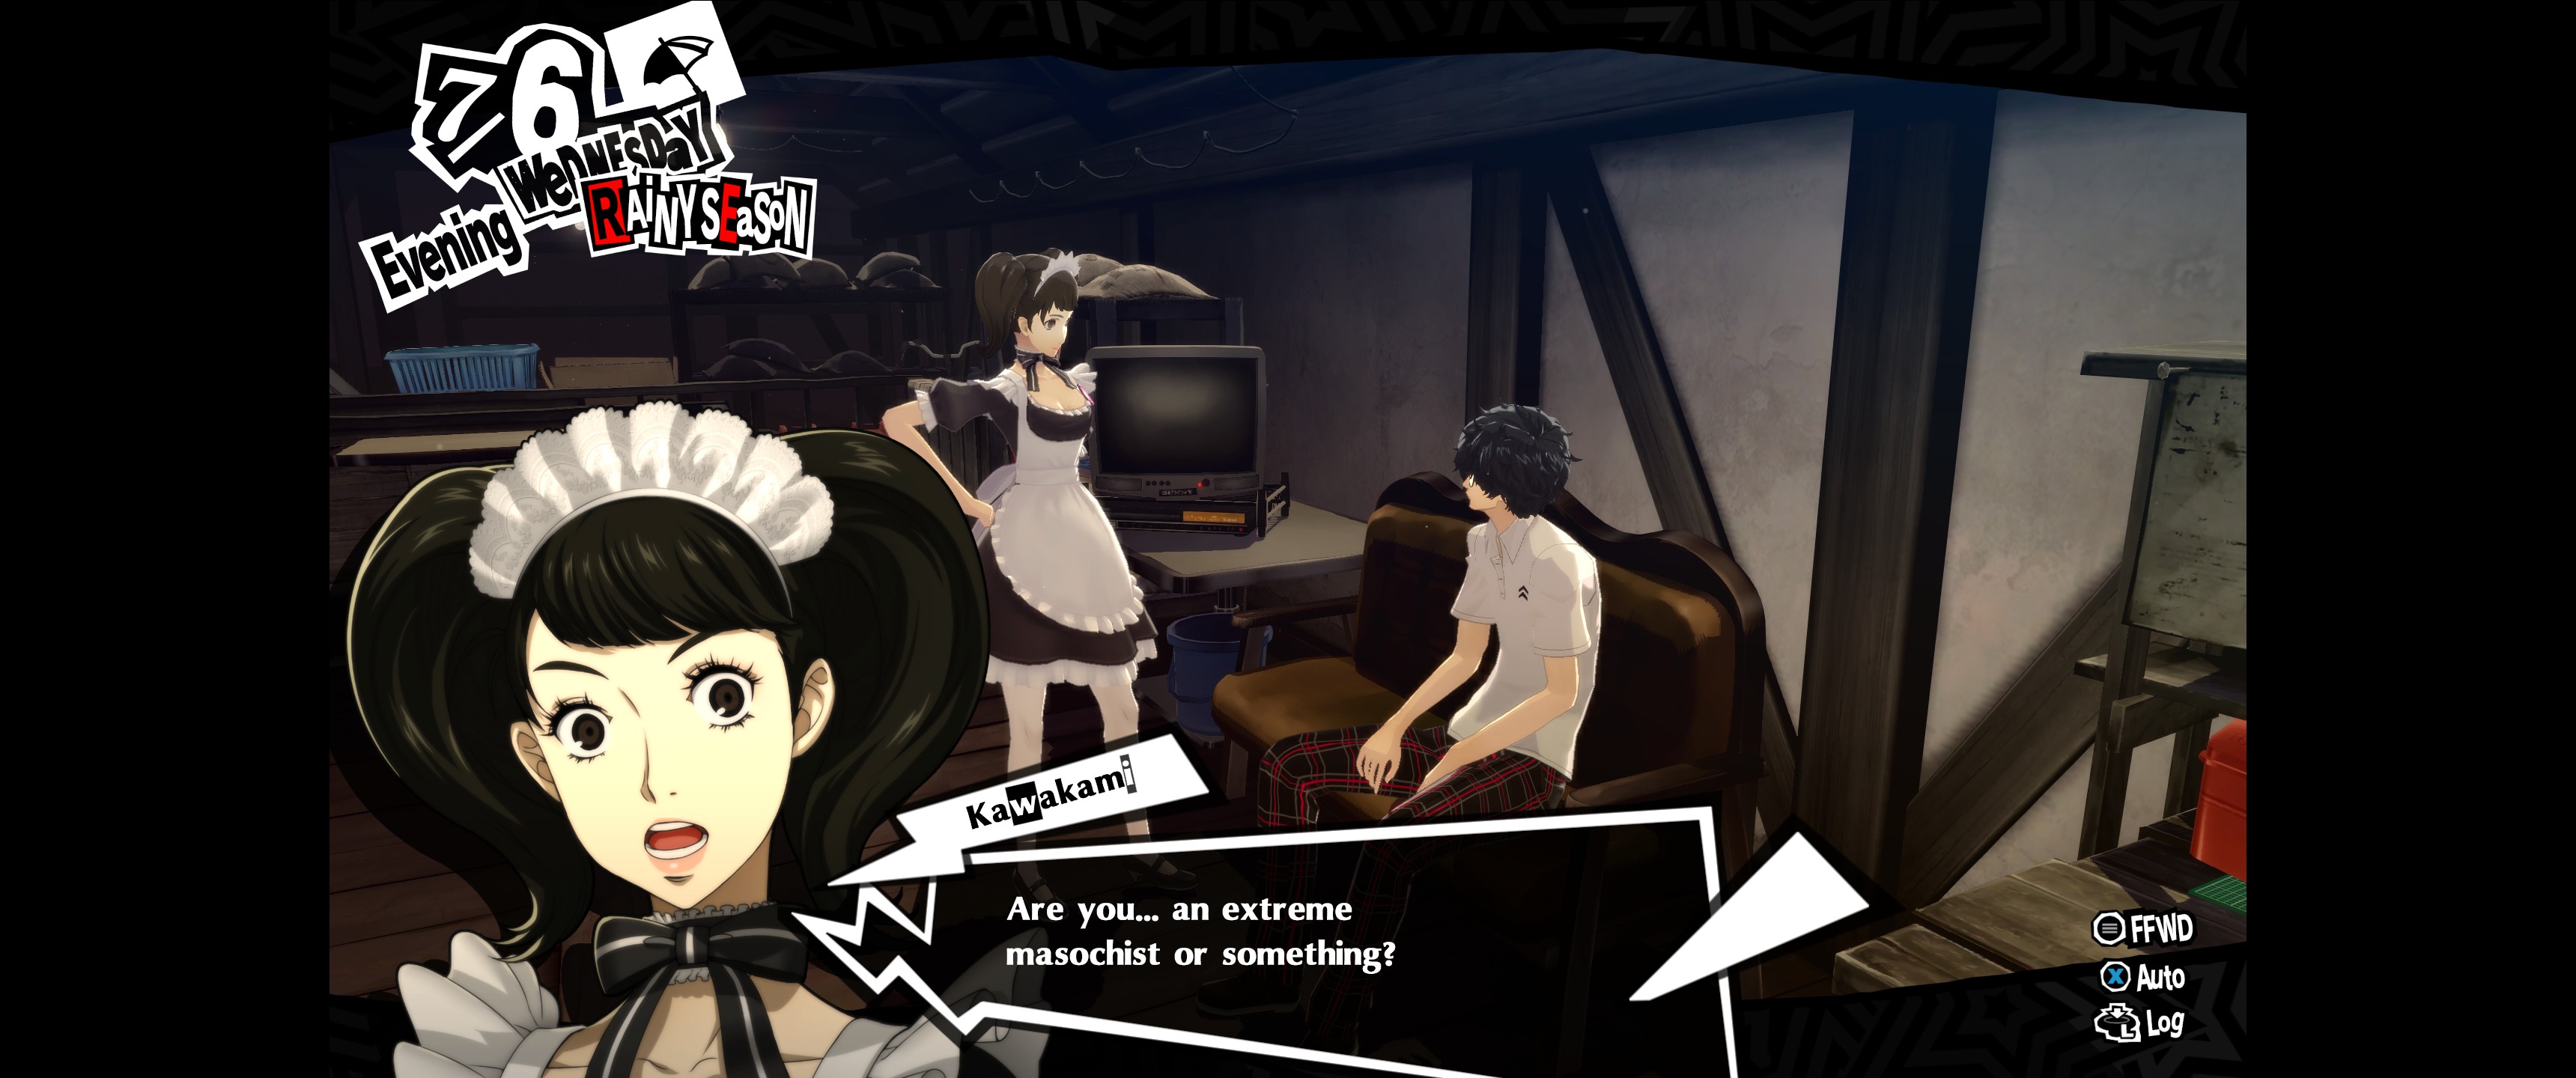 7 6
WeDNEsDaY
RAiNY SEaSoN
Evening
Kawakami
Are you... an extreme
masochist or something?
FFWD
X Auto
L Log